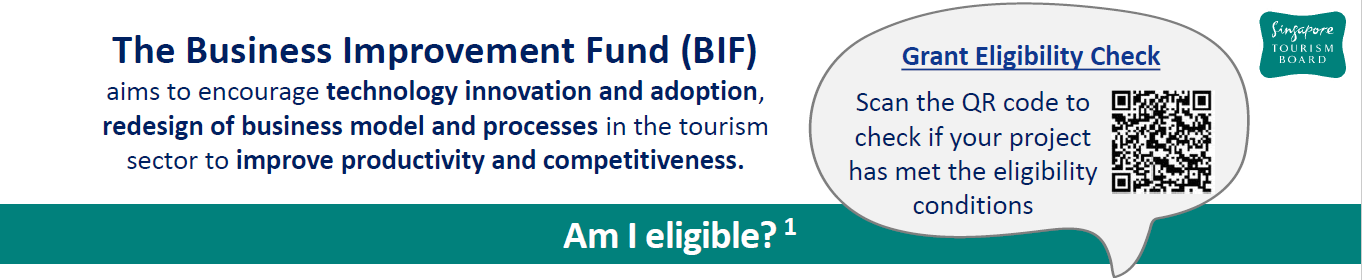 The Business Improvement Fund (BIF)
aims to encourage technology innovation and adoption,
redesign of business model and processes in the tourism
sector to improve productivity and competitiveness.
Grant Eligibility Check
Scan the QR code to
check if your project
has met the eligibility
conditions
Singapore
TOURISM
BOARD
Am I eligible? 1